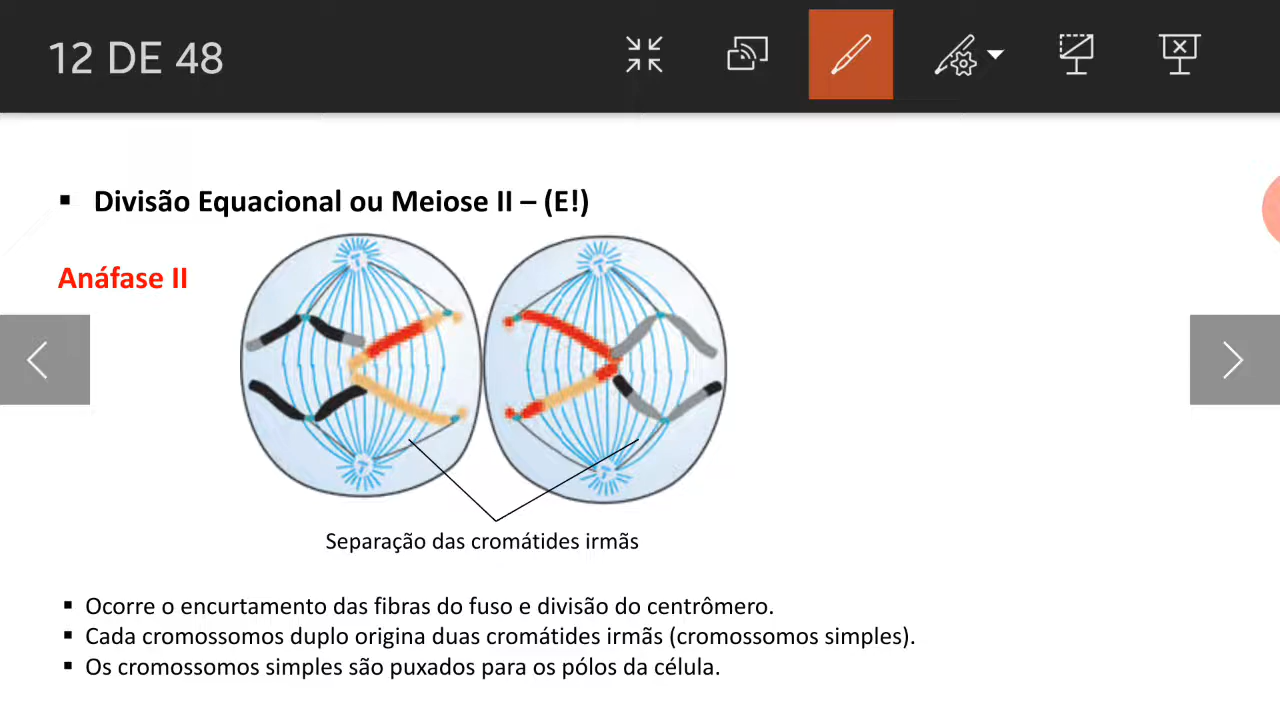 12 DE 48
▪ Divisão Equacional ou Meiose II – (E!)
Anáfase II
Separação das cromátides irmãs
▪ Ocorre o encurtamento das fibras do fuso e divisão do centrômero.
▪ Cada cromossomos duplo origina duas cromátides irmãs (cromossomos simples).
▪ Os cromossomos simples são puxados para os pólos da célula.